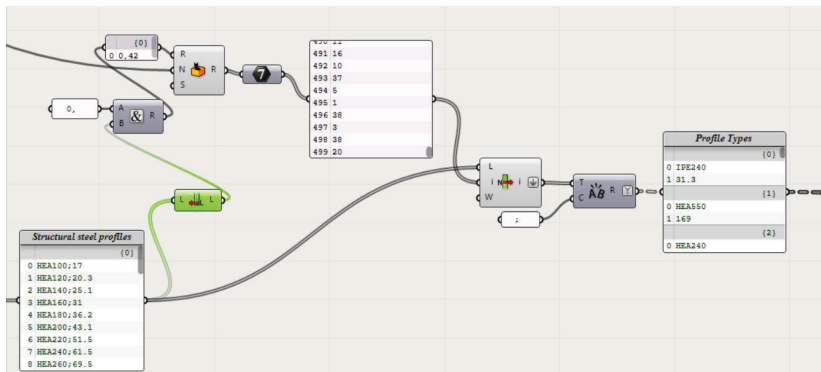 {0}
0 0,42
R
N
S
R
7
0,
A
B
R
491 16
492 10
493 37
494 5
495 1
496 38
497 3
498 38
499 20
L
L
L
i
W
i
;
T
C
R
Profile Types
{0}
0 IPE240
1 31.3
{1}
0 HEA550
1 169
{2}
0 HEA240
Structural steel profiles
{0}
0 HEA100;17
1 HEA120;20.3
2 HEA140;25.1
3 HEA160;31
4 HEA180;36.2
5 HEA200;43.1
6 HEA220;51.5
7 HEA240;61.5
8 HEA260;69.5